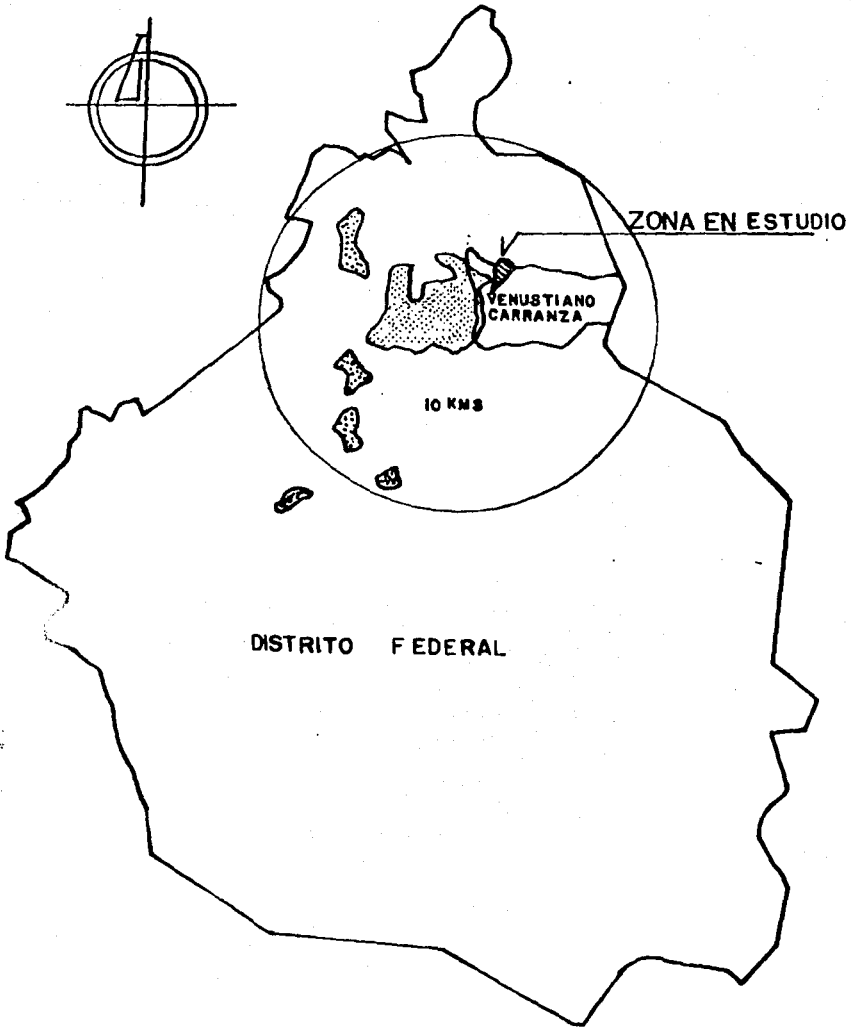 ZONA EN ESTUDIO
VENUSTIANO
CARRANZA
10 KMS
DISTRITO FEDERAL